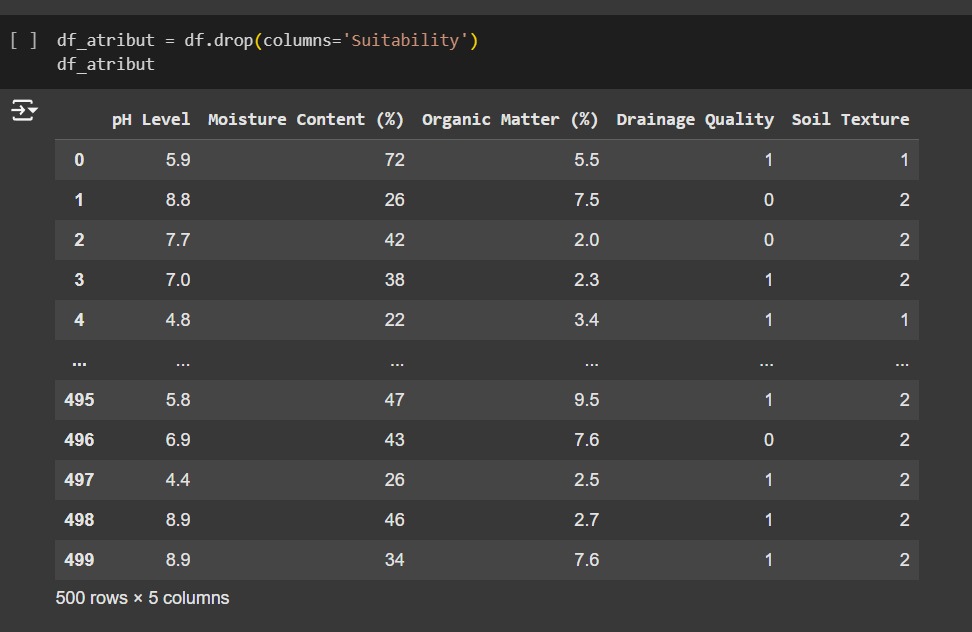 [ ] df_atribut = df.drop(columns='Suitability')
df_atribut
pH Level Moisture Content (%) Organic Matter (%) Drainage Quality Soil Texture
0 5.9 72 5.5 1 1
1 8.8 26 7.5 0 2
2 7.7 42 2.0 0 2
3 7.0 38 2.3 1 2
4 4.8 22 3.4 1 1
... ... ... ... ... ...
495 5.8 47 9.5 1 2
496 6.9 43 7.6 0 2
497 4.4 26 2.5 1 2
498 8.9 46 2.7 1 2
499 8.9 34 7.6 1 2
500 rows × 5 columns